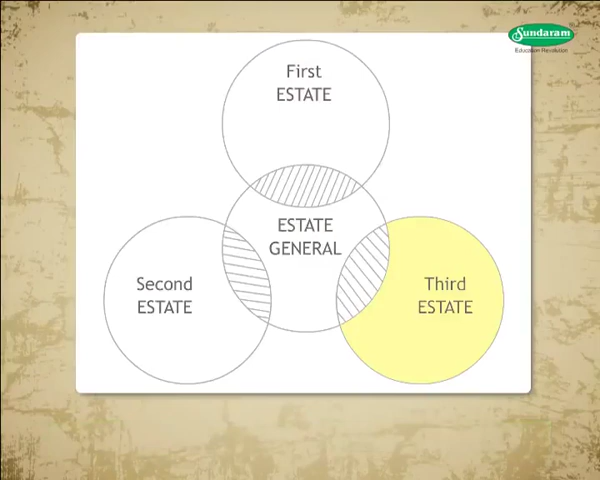 Sundaram
Education Revolution
First
ESTATE
ESTATE
GENERAL
Second
ESTATE
Third
ESTATE